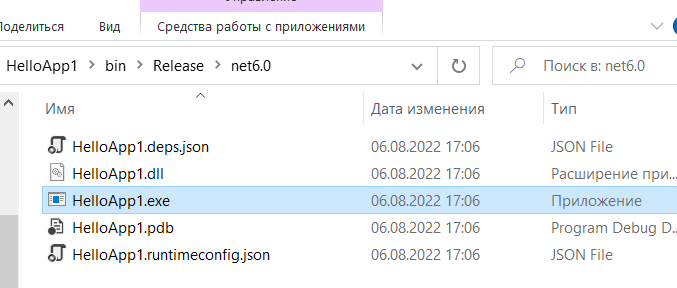 Поделиться Вид Средства работы с приложениями
HelloApp1 bin Release net6.0 Поиск в: net6.0
Имя Дата изменения Тип
HelloApp1.deps.json 06.08.2022 17:06 JSON File
HelloApp1.dll 06.08.2022 17:06 Расширение при...
HelloApp1.exe 06.08.2022 17:06 Приложение
HelloApp1.pdb 06.08.2022 17:06 Program Debug D...
HelloApp1.runtimeconfig.json 06.08.2022 17:06 JSON File